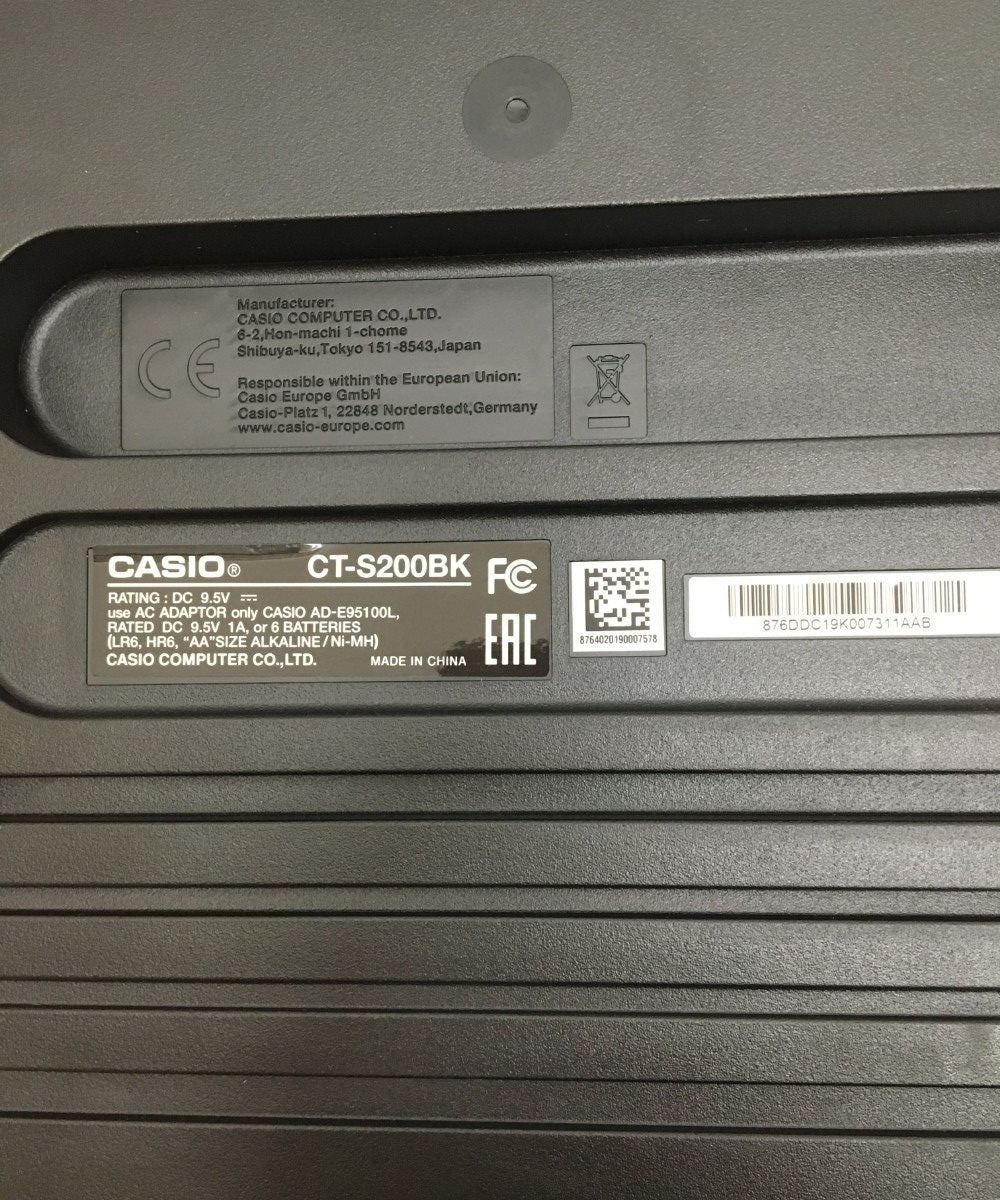 Manufacturer:
CASIO COMPUTER CO.,LTD.
6-2,Hon-machi 1-chome
Shibuya-ku,Tokyo 151-8543,Japan
Responsible within the European Union:
Casio Europe GmbH
Casio-Platz 1, 22848 Norderstedt,Germany
www.casio-europe.com
CE
CASIO® CT-S200BK
RATING : DC 9.5V ⎓
use AC ADAPTOR only CASIO AD-E95100L,
RATED DC 9.5V 1A, or 6 BATTERIES
(LR6, HR6, “AA”SIZE ALKALINE / Ni-MH)
CASIO COMPUTER CO.,LTD. MADE IN CHINA
FC
EAC
8764020190007578
876DDC19K007311AAB